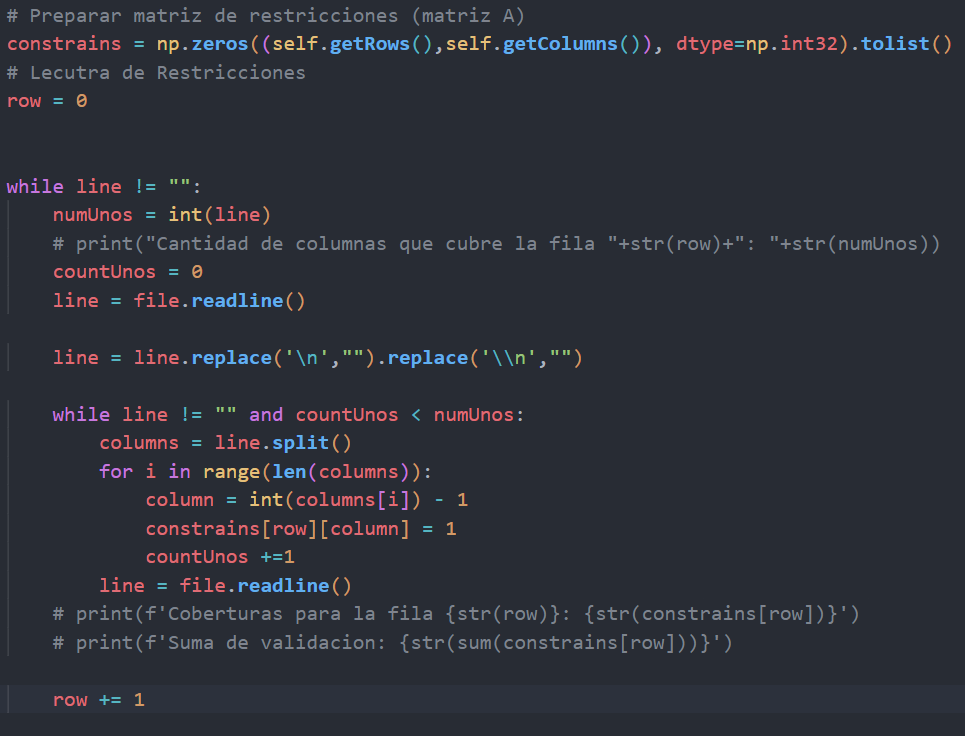 # Preparar matriz de restricciones (matriz A)
constrains = np.zeros((self.getRows(),self.getColumns()), dtype=np.int32).tolist()
# Lecutra de Restricciones
row = 0
while line != "":
    numUnos = int(line)
    # print("Cantidad de columnas que cubre la fila "+str(row)+": "+str(numUnos))
    countUnos = 0
    line = file.readline()
    line = line.replace('\n',"").replace('\\n',"")
    while line != "" and countUnos < numUnos:
        columns = line.split()
        for i in range(len(columns)):
            column = int(columns[i]) - 1
            constrains[row][column] = 1
            countUnos +=1
        line = file.readline()
    # print(f'Coberturas para la fila {str(row)}: {str(constrains[row])}')
    # print(f'Suma de validacion: {str(sum(constrains[row]))}')
    row += 1